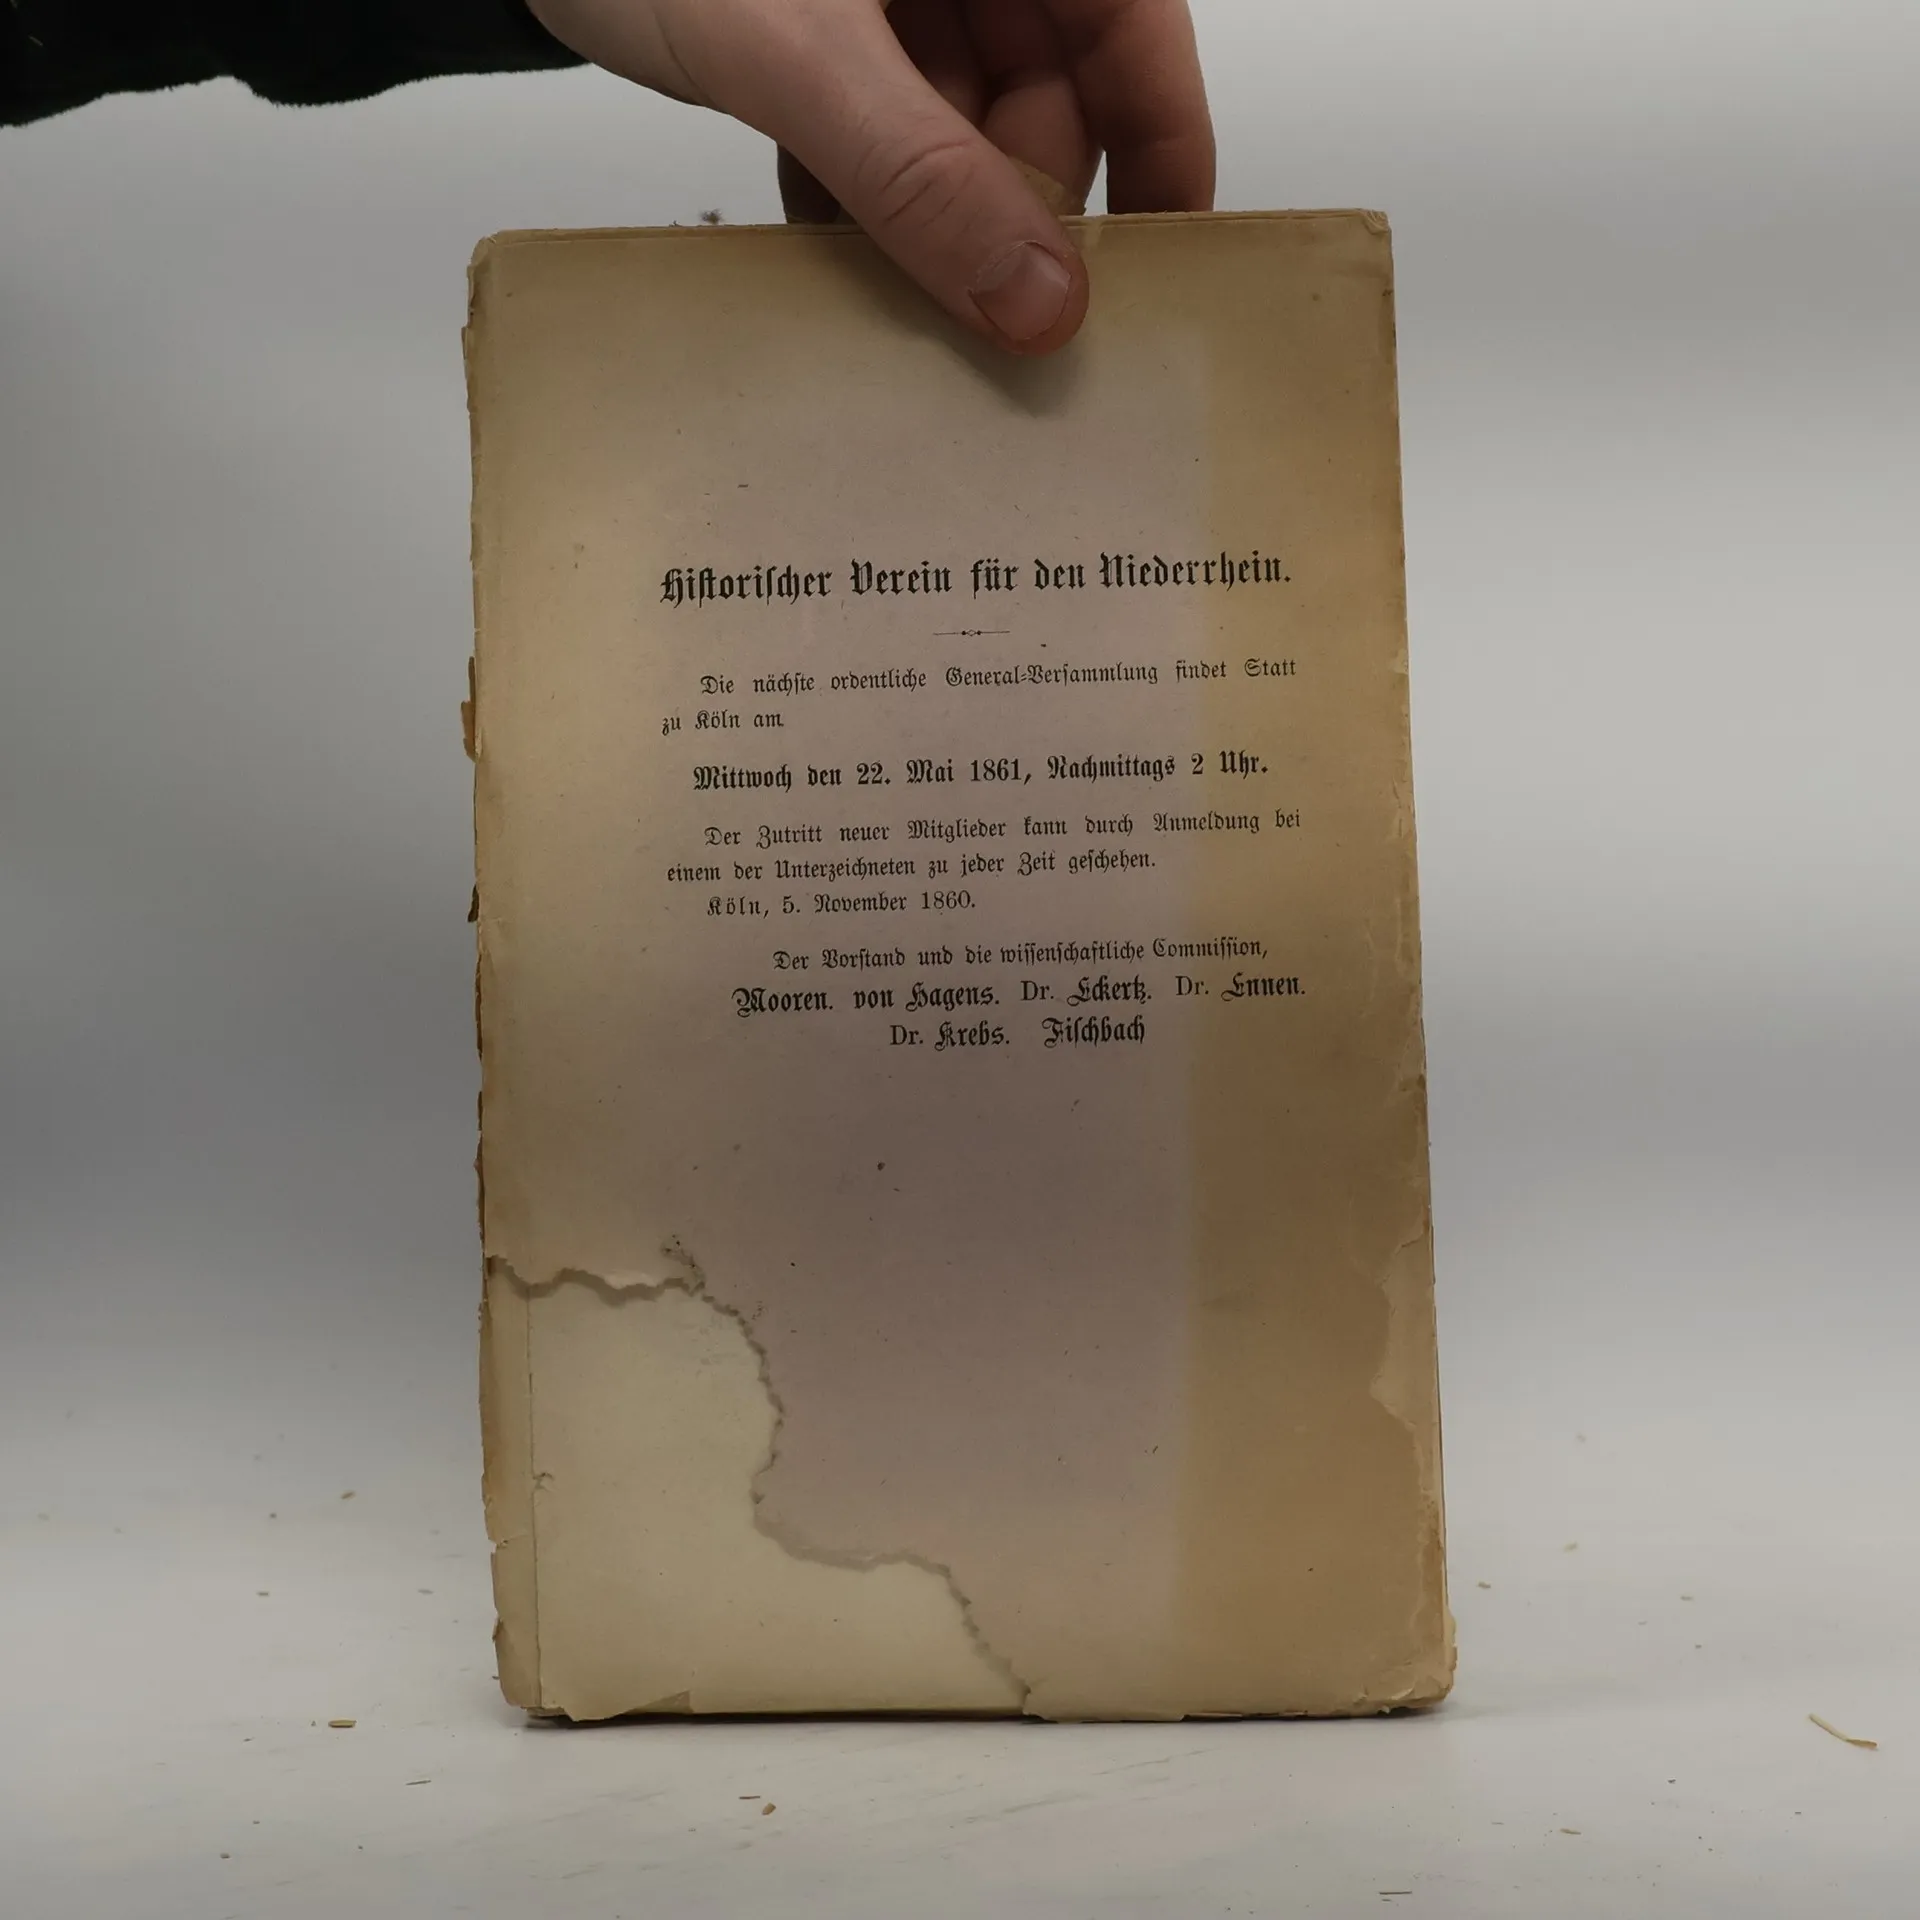 Historischer Verein für den Niederrhein.
Die nächste ordentliche General-Versammlung findet Statt
zu Köln am
Mittwoch den 22. Mai 1861, Nachmittags 2 Uhr.
Der Zutritt neuer Mitglieder kann durch Anmeldung bei
einem der Unterzeichneten zu jeder Zeit geschehen.
Köln, 5. November 1860.
Der Vorstand und die wissenschaftliche Commission,
Mooren. von Hagens. Dr. Eckertz. Dr. Ennen.
Dr. Krebs. Fischbach